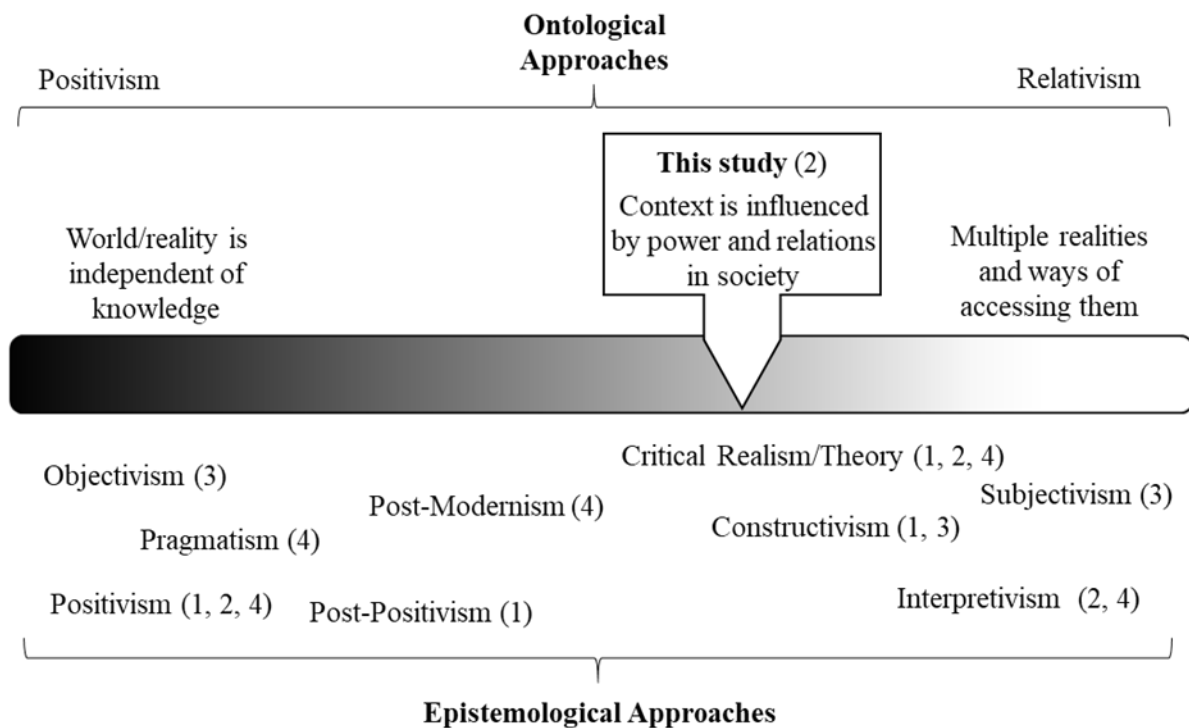 Ontological
Approaches
Positivism
Relativism
This study (2)
Context is influenced
by power and relations
in society
World/reality is
independent of
knowledge
Multiple realities
and ways of
accessing them
Critical Realism/Theory (1, 2, 4)
Objectivism (3)
Subjectivism (3)
Post-Modernism (4)
Constructivism (1, 3)
Pragmatism (4)
Positivism (1, 2, 4)
Post-Positivism (1)
Interpretivism (2, 4)
Epistemological Approaches